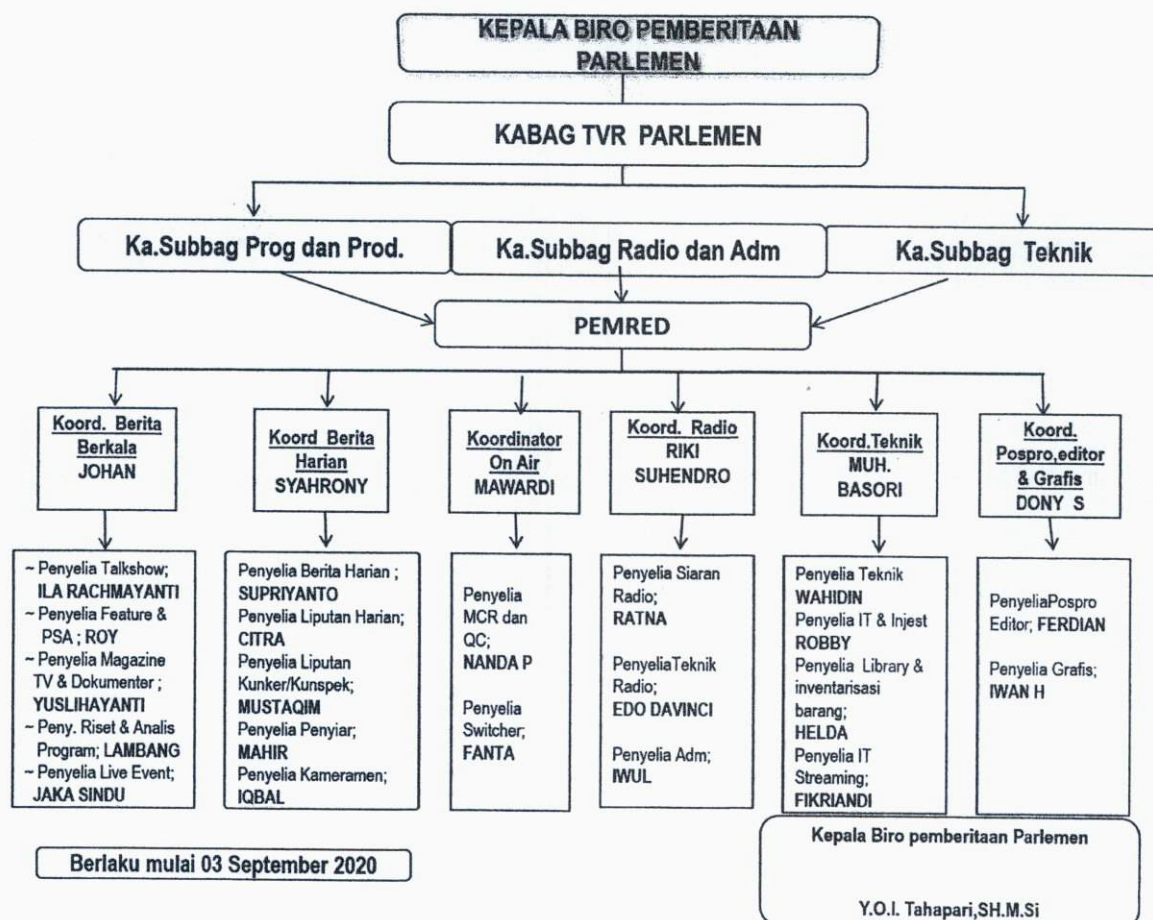 KEPALA BIRO PEMBERITAAN
PARLEMEN
KABAG TVR PARLEMEN
Ka.Subbag Prog dan Prod.
Ka.Subbag Radio dan Adm
Ka.Subbag Teknik
PEMRED
Koord. Berita
Berkala
JOHAN
Koord Berita
Harian
SYAHRONY
Koordinator
On Air
MAWARDI
Koord. Radio
RIKI
SUHENDRO
Koord.Teknik
MUH.
BASORI
Koord.
Pospro,editor
& Grafis
DONY S
~ Penyelia Talkshow;
ILA RACHMAYANTI
~ Penyelia Feature &
PSA ; ROY
~ Penyelia Magazine
TV & Dokumenter ;
YUSLIHAYANTI
~ Peny. Riset & Analis
Program; LAMBANG
~ Penyelia Live Event;
JAKA SINDU
Penyelia Berita Harian ;
SUPRIYANTO
Penyelia Liputan Harian;
CITRA
Penyelia Liputan
Kunker/Kunspek;
MUSTAQIM
Penyelia Penyiar;
MAHIR
Penyelia Kameramen;
IQBAL
Penyelia
MCR dan
QC;
NANDA P
Penyelia
Switcher;
FANTA
Penyelia Siaran
Radio;
RATNA
PenyeliaTeknik
Radio;
EDO DAVINCI
Penyelia Adm;
IWUL
Penyelia Teknik
WAHIDIN
Penyelia IT & Injest
ROBBY
Penyelia Library &
inventarisasi
barang;
HELDA
Penyelia IT
Streaming;
FIKRIANDI
PenyeliaPospro
Editor; FERDIAN
Penyelia Grafis;
IWAN H
Berlaku mulai 03 September 2020
Kepala Biro pemberitaan Parlemen
Y.O.I. Tahapari,SH.M.Si